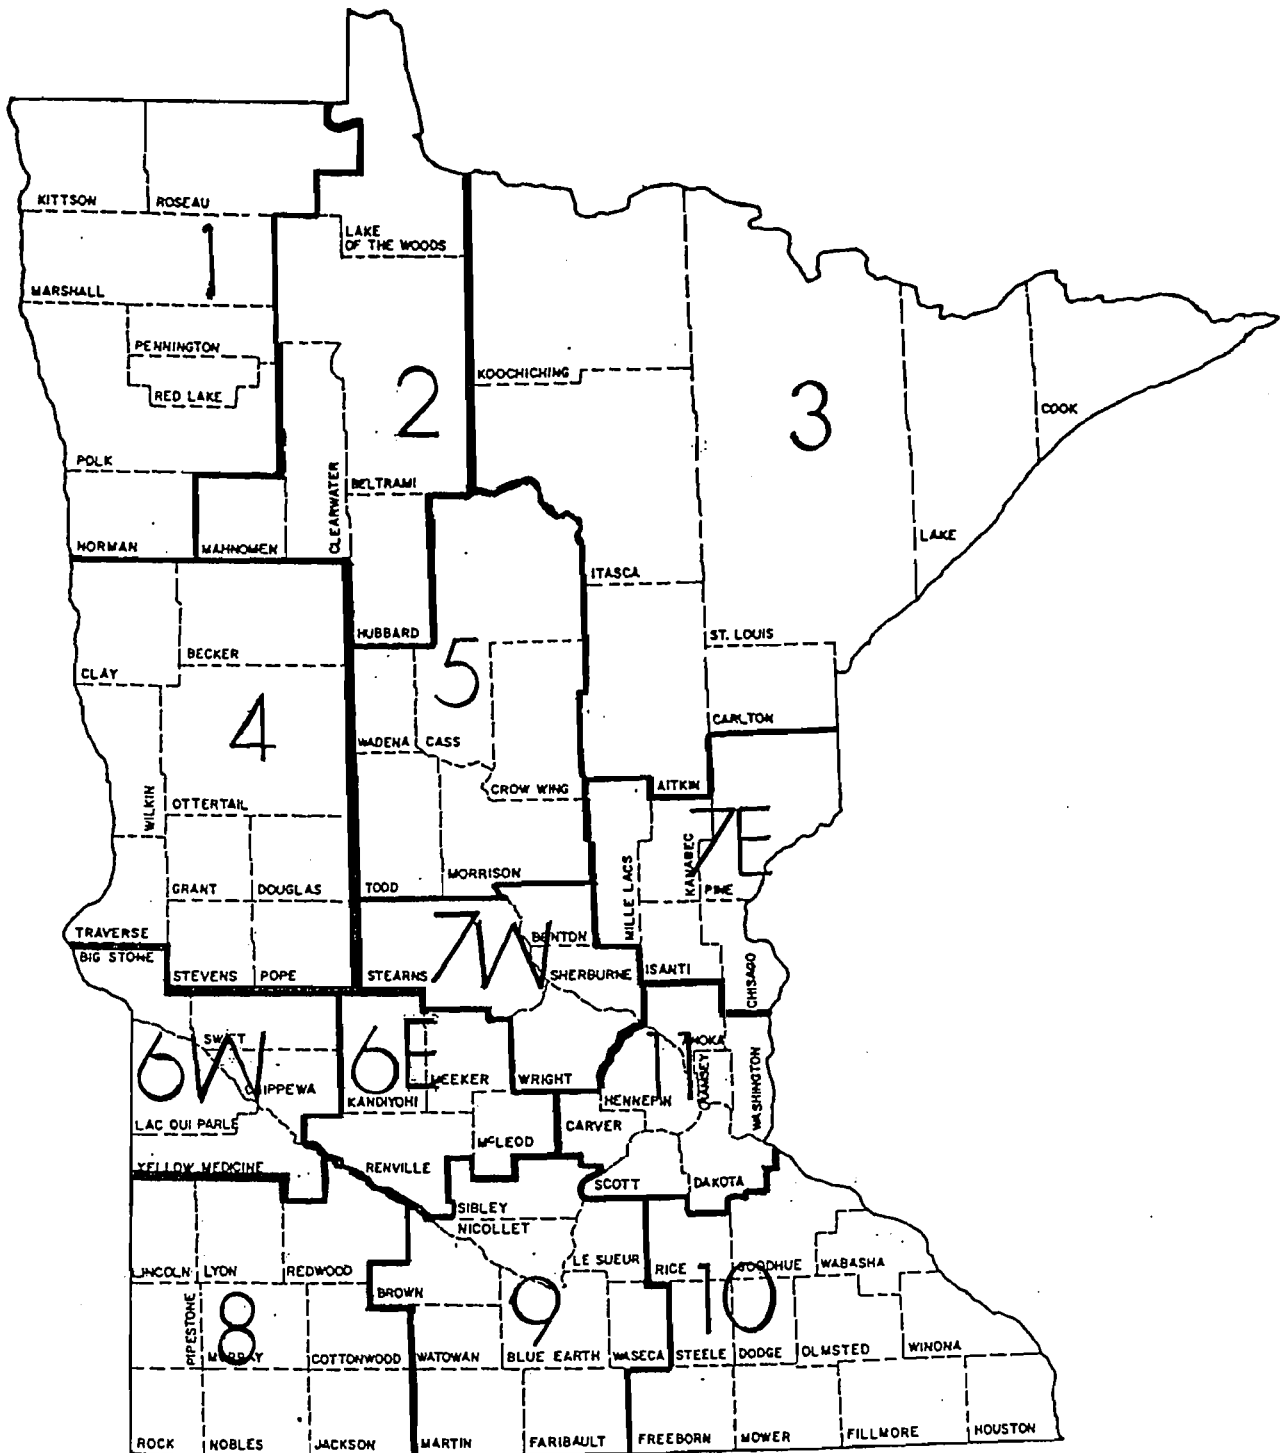 KITTSON
ROSEAU
1
LAKE
OF THE WOODS
MARSHALL
PENNINGTON
RED LAKE
2
KOOCHICHING
3
COOK
POLK
CLEARWATER
BELTRAMI
LAKE
NORMAN
MAHNOMEN
ITASCA
HUBBARD
ST. LOUIS
BECKER
CLAY
5
4
CARLTON
WADENA
CASS
AITKIN
CROW WING
WILKIN
OTTERTAIL
7E
MILLE LACS
KANABEC
PINE
MORRISON
GRANT
DOUGLAS
TODD
TRAVERSE
BENTON
BIG STONE
STEVENS
POPE
STEARNS
7W
SHERBURNE
ISANTI
CHISAGO
SWIFT
6W
CHIPPEWA
6E
MEEKER
WRIGHT
11
ANOKA
RAMSEY
WASHINGTON
KANDIYOHI
HENNEPIN
LAC QUI PARLE
CARVER
McLEOD
YELLOW MEDICINE
RENVILLE
SCOTT
DAKOTA
SIBLEY
NICOLLET
LE SUEUR
RICE
GOODHUE
WABASHA
LINCOLN
LYON
REDWOOD
BROWN
9
10
PIPESTONE
8
MURRAY
COTTONWOOD
WATOWAN
BLUE EARTH
WASECA
STEELE
DODGE
OLMSTED
WINONA
ROCK
NOBLES
JACKSON
MARTIN
FARIBAULT
FREEBORN
MOWER
FILLMORE
HOUSTON